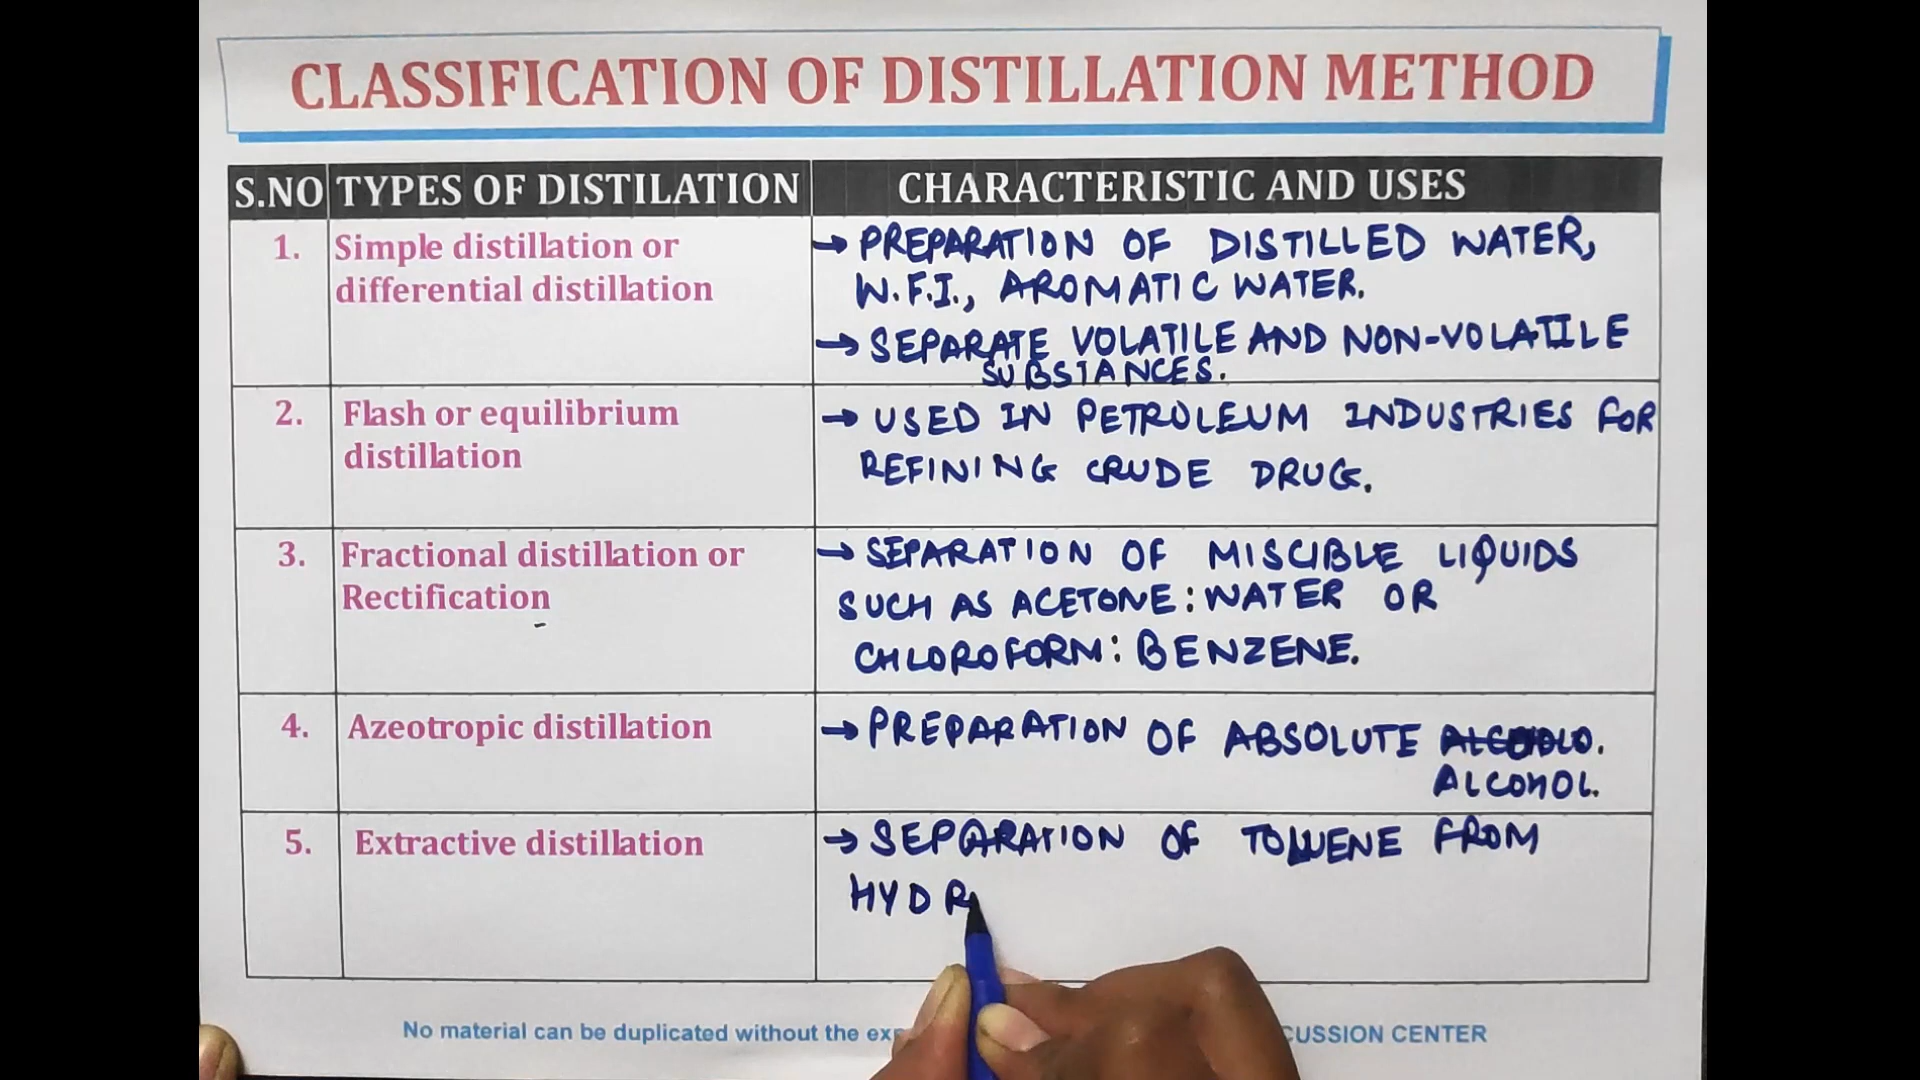 CLASSIFICATION OF DISTILLATION METHOD
S.NO TYPES OF DISTILATION CHARACTERISTIC AND USES
1. Simple distillation or
differential distillation
→ PREPARATION OF DISTILLED WATER,
W.F.I., AROMATIC WATER.
→ SEPARATE VOLATILE AND NON-VOLATILE
SUBSTANCES.
2. Flash or equilibrium
distillation
→ USED IN PETROLEUM INDUSTRIES FOR
REFINING CRUDE DRUG.
3. Fractional distillation or
Rectification
→ SEPARATION OF MISCIBLE LIQUIDS
SUCH AS ACETONE : WATER OR
CHLOROFORM : BENZENE.
4. Azeotropic distillation
→ PREPARATION OF ABSOLUTE
ALCOHOL.
5. Extractive distillation
→ SEPARATION OF TOLUENE FROM
HYDR
No material can be duplicated without the CENTER